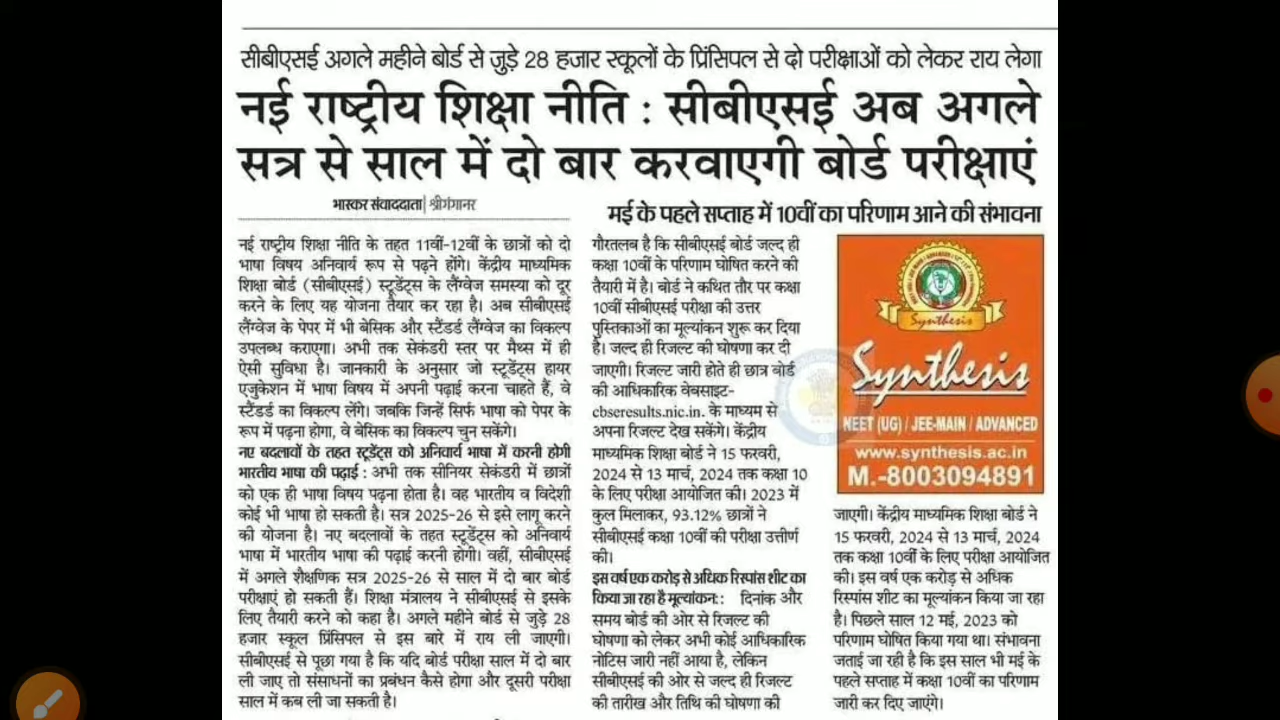 सीबीएसई अगले महीने बोर्ड से जुड़े 28 हजार स्कूलों के प्रिंसिपल से दो परीक्षाओं को लेकर राय लेगा
नई राष्ट्रीय शिक्षा नीति : सीबीएसई अब अगले
सत्र से साल में दो बार करवाएगी बोर्ड परीक्षाएं
भास्कर संवाददाता| श्रीगंगानर
नई राष्ट्रीय शिक्षा नीति के तहत 11वीं-12वीं के छात्रों को दो
भाषा विषय अनिवार्य रूप से पढ़ने होंगे। केंद्रीय माध्यमिक
शिक्षा बोर्ड (सीबीएसई) स्टूडेंट्स के लैंग्वेज समस्या को दूर
करने के लिए यह योजना तैयार कर रहा है। अब सीबीएसई
लैंग्वेज के पेपर में भी बेसिक और स्टैंडर्ड लैंग्वेज का विकल्प
उपलब्ध कराएगा। अभी तक सेकंडरी स्तर पर मैथ्स में ही
ऐसी सुविधा है। जानकारी के अनुसार जो स्टूडेंट्स हायर
एजुकेशन में भाषा विषय में अपनी पढ़ाई करना चाहते हैं, वे
स्टैंडर्ड का विकल्प लेंगे। जबकि जिन्हें सिर्फ भाषा को पेपर के
रूप में पढ़ना होगा, वे बेसिक का विकल्प चुन सकेंगे।
नए बदलावों के तहत स्टूडेंट्स को अनिवार्य भाषा में करनी होगी
भारतीय भाषा की पढ़ाई : अभी तक सीनियर सेकंडरी में छात्रों
को एक ही भाषा विषय पढ़ना होता है। वह भारतीय व विदेशी
कोई भी भाषा हो सकती है। सत्र 2025-26 से इसे लागू करने
की योजना है। नए बदलावों के तहत स्टूडेंट्स को अनिवार्य
भाषा में भारतीय भाषा की पढ़ाई करनी होगी। वहीं, सीबीएसई
में अगले शैक्षणिक सत्र 2025-26 से साल में दो बार बोर्ड
परीक्षाएं हो सकती हैं। शिक्षा मंत्रालय ने सीबीएसई से इसके
लिए तैयारी करने को कहा है। अगले महीने बोर्ड से जुड़े 28
हजार स्कूल प्रिंसिपल से इस बारे में राय ली जाएगी।
सीबीएसई से पूछा गया है कि यदि बोर्ड परीक्षा साल में दो बार
ली जाए तो संसाधनों का प्रबंधन कैसे होगा और दूसरी परीक्षा
साल में कब ली जा सकती है।
मई के पहले सप्ताह में 10वीं का परिणाम आने की संभावना
गौरतलब है कि सीबीएसई बोर्ड जल्द ही
कक्षा 10वीं के परिणाम घोषित करने की
तैयारी में है। बोर्ड ने कथित तौर पर कक्षा
10वीं सीबीएसई परीक्षा की उत्तर
पुस्तिकाओं का मूल्यांकन शुरू कर दिया
है। जल्द ही रिजल्ट की घोषणा कर दी
जाएगी। रिजल्ट जारी होते ही छात्र बोर्ड
की आधिकारिक वेबसाइट-
cbseresults.nic.in. के माध्यम से
अपना रिजल्ट देख सकेंगे। केंद्रीय
माध्यमिक शिक्षा बोर्ड ने 15 फरवरी,
2024 से 13 मार्च, 2024 तक कक्षा 10
के लिए परीक्षा आयोजित की। 2023 में
कुल मिलाकर, 93.12% छात्रों ने
सीबीएसई कक्षा 10वीं की परीक्षा उत्तीर्ण
की।
इस वर्ष एक करोड़ से अधिक रिस्पांस शीट का
किया जा रहा है मूल्यांकन:: दिनांक और
समय बोर्ड की ओर से रिजल्ट की
घोषणा को लेकर अभी कोई आधिकारिक
नोटिस जारी नहीं आया है, लेकिन
सीबीएसई की ओर से जल्द ही रिजल्ट
की तारीख और तिथि की घोषणा की
Synthesis
Synthesis
NEET (UG) / JEE-MAIN / ADVANCED
www.synthesis.ac.in
M.-8003094891
जाएगी। केंद्रीय माध्यमिक शिक्षा बोर्ड ने
15 फरवरी, 2024 से 13 मार्च, 2024
तक कक्षा 10वीं के लिए परीक्षा आयोजित
की। इस वर्ष एक करोड़ से अधिक
रिस्पांस शीट का मूल्यांकन किया जा रहा
है। पिछले साल 12 मई, 2023 को
परिणाम घोषित किया गया था। संभावना
जताई जा रही है कि इस साल भी मई के
पहले सप्ताह में कक्षा 10वीं का परिणाम
जारी कर दिए जाएंगे।